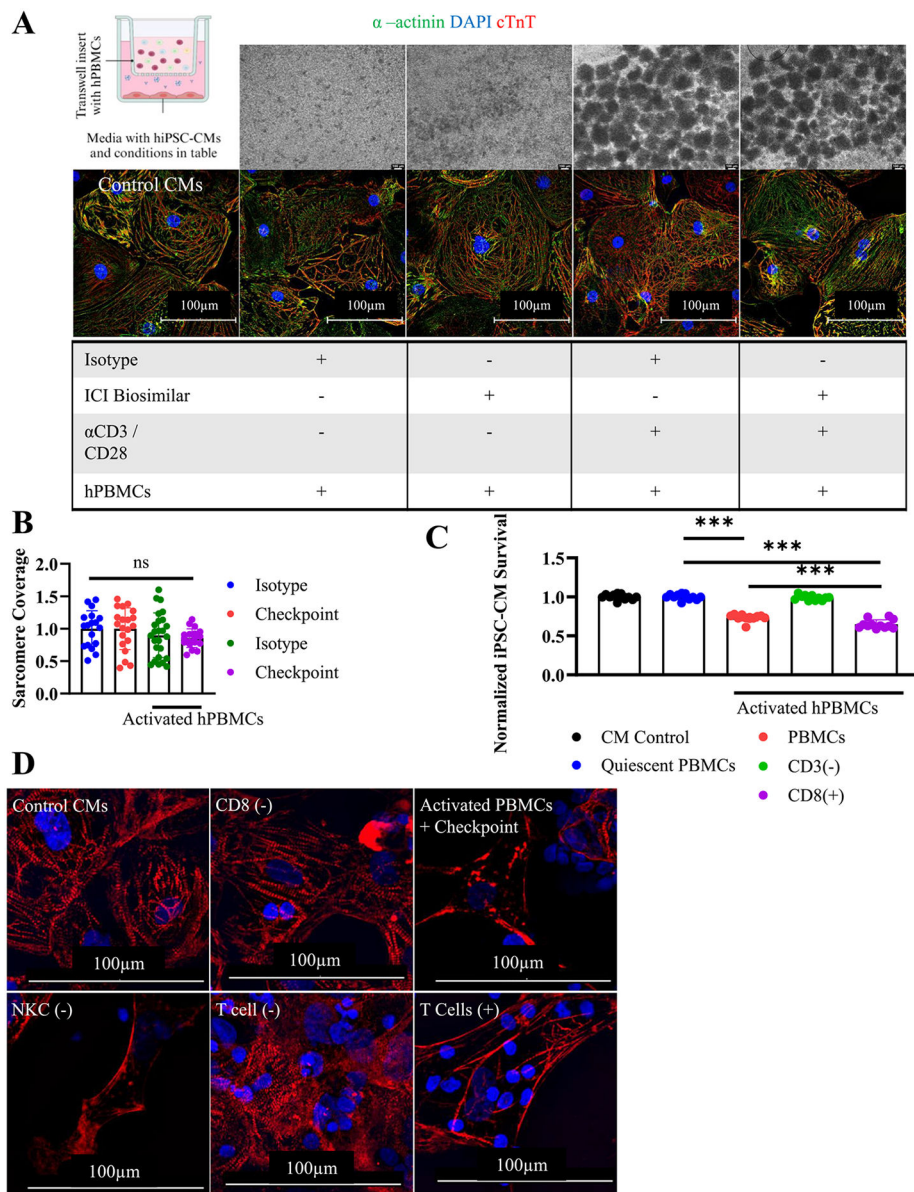 A
α –actinin DAPI cTnT
Transwell insert
with hPBMCs
Media with hiPSC-CMs
and conditions in table
Control CMs
100μm
100μm
100μm
100μm
100μm
Isotype + - + -
ICI Biosimilar - + - +
αCD3 /
CD28 - - + +
hPBMCs + + + +
B
Sarcomere Coverage
2.0
1.5
1.0
0.5
0.0
ns
Isotype
Checkpoint
Isotype
Checkpoint
Activated hPBMCs
C
Normalized iPSC-CM Survival
1.5
1.0
0.5
0.0
***
***
***
Activated hPBMCs
CM Control
Quiescent PBMCs
PBMCs
CD3(-)
CD8(+)
D
Control CMs
100μm
CD8 (-)
100μm
Activated PBMCs
+ Checkpoint
100μm
NKC (-)
100μm
T cell (-)
100μm
T Cells (+)
100μm